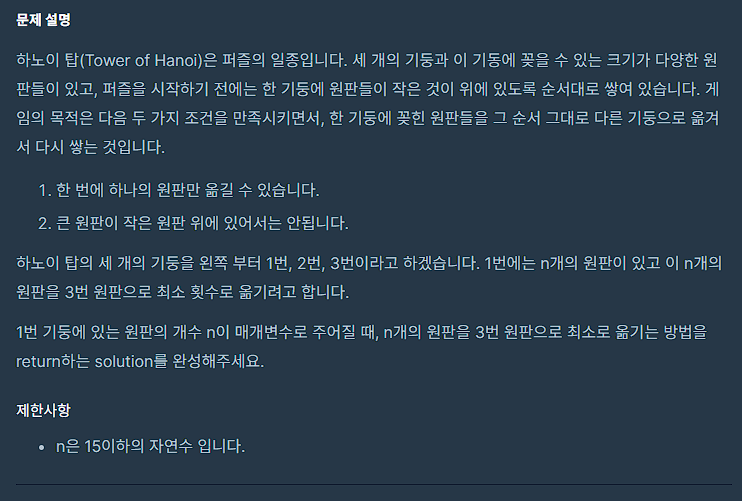 문제 설명
하노이 탑(Tower of Hanoi)은 퍼즐의 일종입니다. 세 개의 기둥과 이 기둥에 꽂을 수 있는 크기가 다양한 원
판들이 있고, 퍼즐을 시작하기 전에는 한 기둥에 원판들이 작은 것이 위에 있도록 순서대로 쌓여 있습니다. 게
임의 목적은 다음 두 가지 조건을 만족시키면서, 한 기둥에 꽂힌 원판들을 그 순서 그대로 다른 기둥으로 옮겨
서 다시 쌓는 것입니다.
1. 한 번에 하나의 원판만 옮길 수 있습니다.
2. 큰 원판이 작은 원판 위에 있어서는 안됩니다.
하노이 탑의 세 개의 기둥을 왼쪽 부터 1번, 2번, 3번이라고 하겠습니다. 1번에는 n개의 원판이 있고 이 n개의
원판을 3번 원판으로 최소 횟수로 옮기려고 합니다.
1번 기둥에 있는 원판의 개수 n이 매개변수로 주어질 때, n개의 원판을 3번 원판으로 최소로 옮기는 방법을
return하는 solution를 완성해주세요.
제한사항
• n은 15이하의 자연수 입니다.